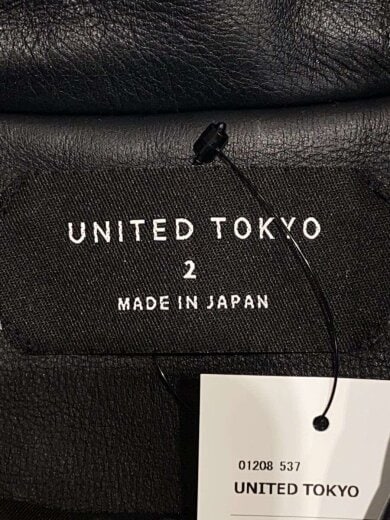 UNITED TOKYO
2
MADE IN JAPAN
01208 537
UNITED TOKYO